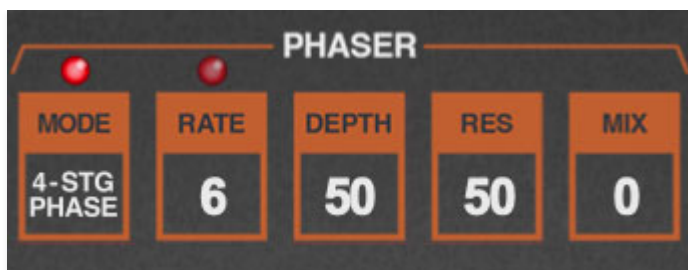 PHASER
MODE RATE DEPTH RES MIX
4-STG
PHASE 6 50 50 0